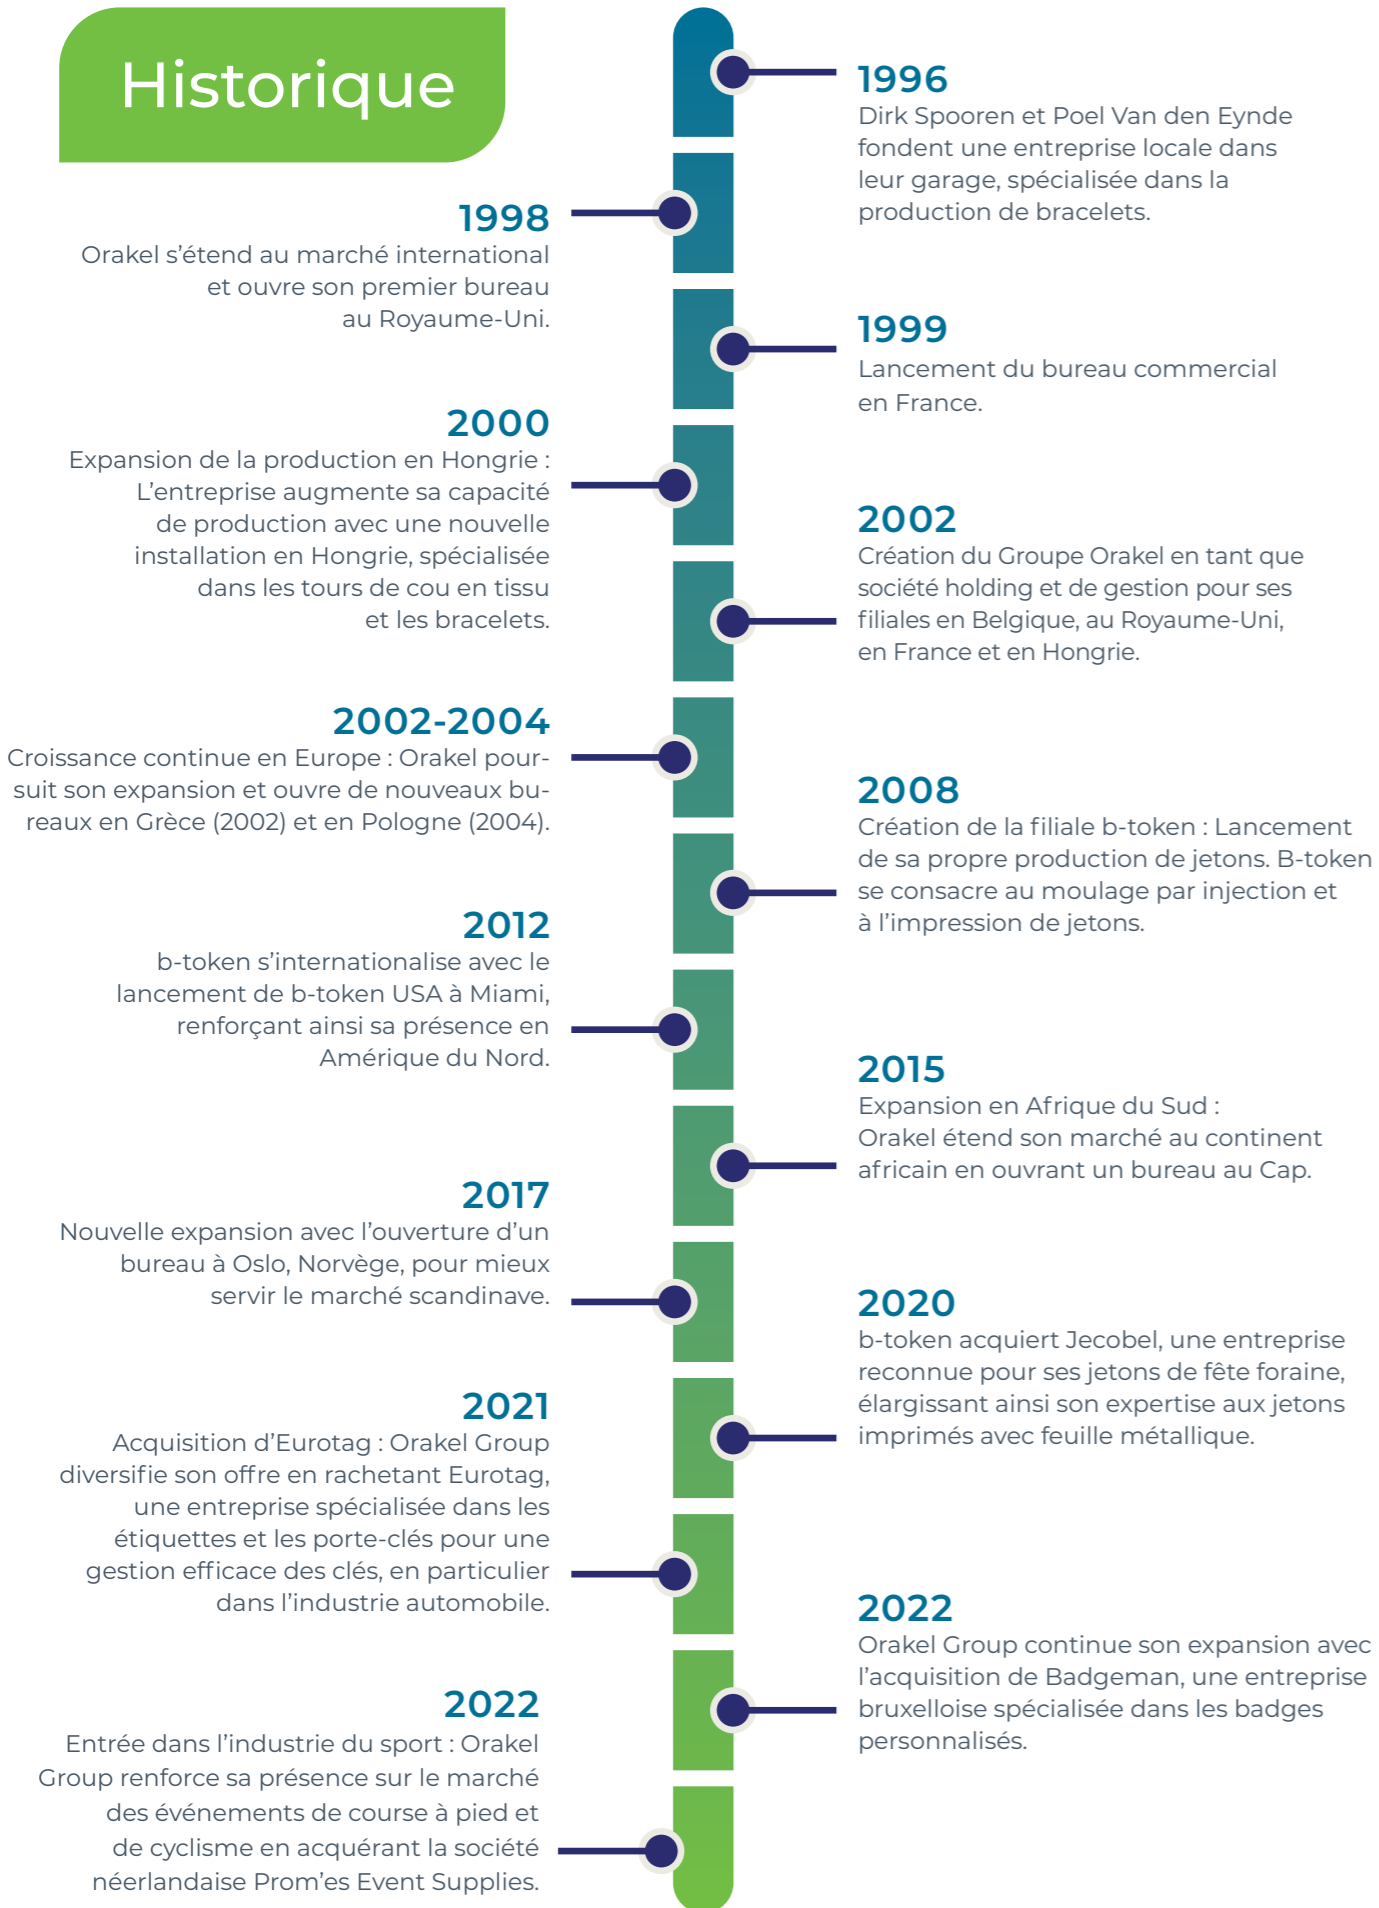 Historique
1996
Dirk Spooren et Poel Van den Eynde
fondent une entreprise locale dans
leur garage, spécialisée dans la
production de bracelets.
1998
Orakel s’étend au marché international
et ouvre son premier bureau
au Royaume-Uni.
1999
Lancement du bureau commercial
en France.
2000
Expansion de la production en Hongrie :
L’entreprise augmente sa capacité
de production avec une nouvelle
installation en Hongrie, spécialisée
dans les tours de cou en tissu
et les bracelets.
2002
Création du Groupe Orakel en tant que
société holding et de gestion pour ses
filiales en Belgique, au Royaume-Uni,
en France et en Hongrie.
2002-2004
Croissance continue en Europe : Orakel pour-
suit son expansion et ouvre de nouveaux bu-
reaux en Grèce (2002) et en Pologne (2004).
2008
Création de la filiale b-token : Lancement
de sa propre production de jetons. B-token
se consacre au moulage par injection et
à l’impression de jetons.
2012
b-token s’internationalise avec le
lancement de b-token USA à Miami,
renforçant ainsi sa présence en
Amérique du Nord.
2015
Expansion en Afrique du Sud :
Orakel étend son marché au continent
africain en ouvrant un bureau au Cap.
2017
Nouvelle expansion avec l’ouverture d’un
bureau à Oslo, Norvège, pour mieux
servir le marché scandinave.
2020
b-token acquiert Jecobel, une entreprise
reconnue pour ses jetons de fête foraine,
élargissant ainsi son expertise aux jetons
imprimés avec feuille métallique.
2021
Acquisition d’Eurotag : Orakel Group
diversifie son offre en rachetant Eurotag,
une entreprise spécialisée dans les
étiquettes et les porte-clés pour une
gestion efficace des clés, en particulier
dans l’industrie automobile.
2022
Orakel Group continue son expansion avec
l’acquisition de Badgeman, une entreprise
bruxelloise spécialisée dans les badges
personnalisés.
2022
Entrée dans l’industrie du sport : Orakel
Group renforce sa présence sur le marché
des événements de course à pied et
de cyclisme en acquérant la société
néerlandaise Prom’es Event Supplies.